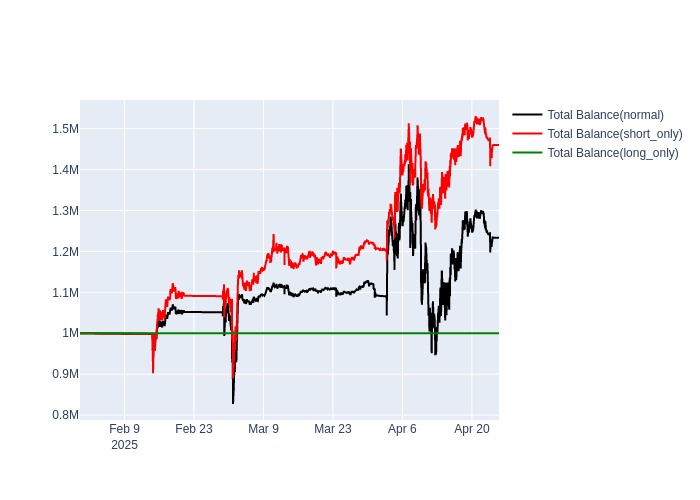 Total Balance(normal)
Total Balance(short_only)
Total Balance(long_only)
1.5M
1.4M
1.3M
1.2M
1.1M
1M
0.9M
0.8M
Feb 9 Feb 23 Mar 9 Mar 23 Apr 6 Apr 20
2025